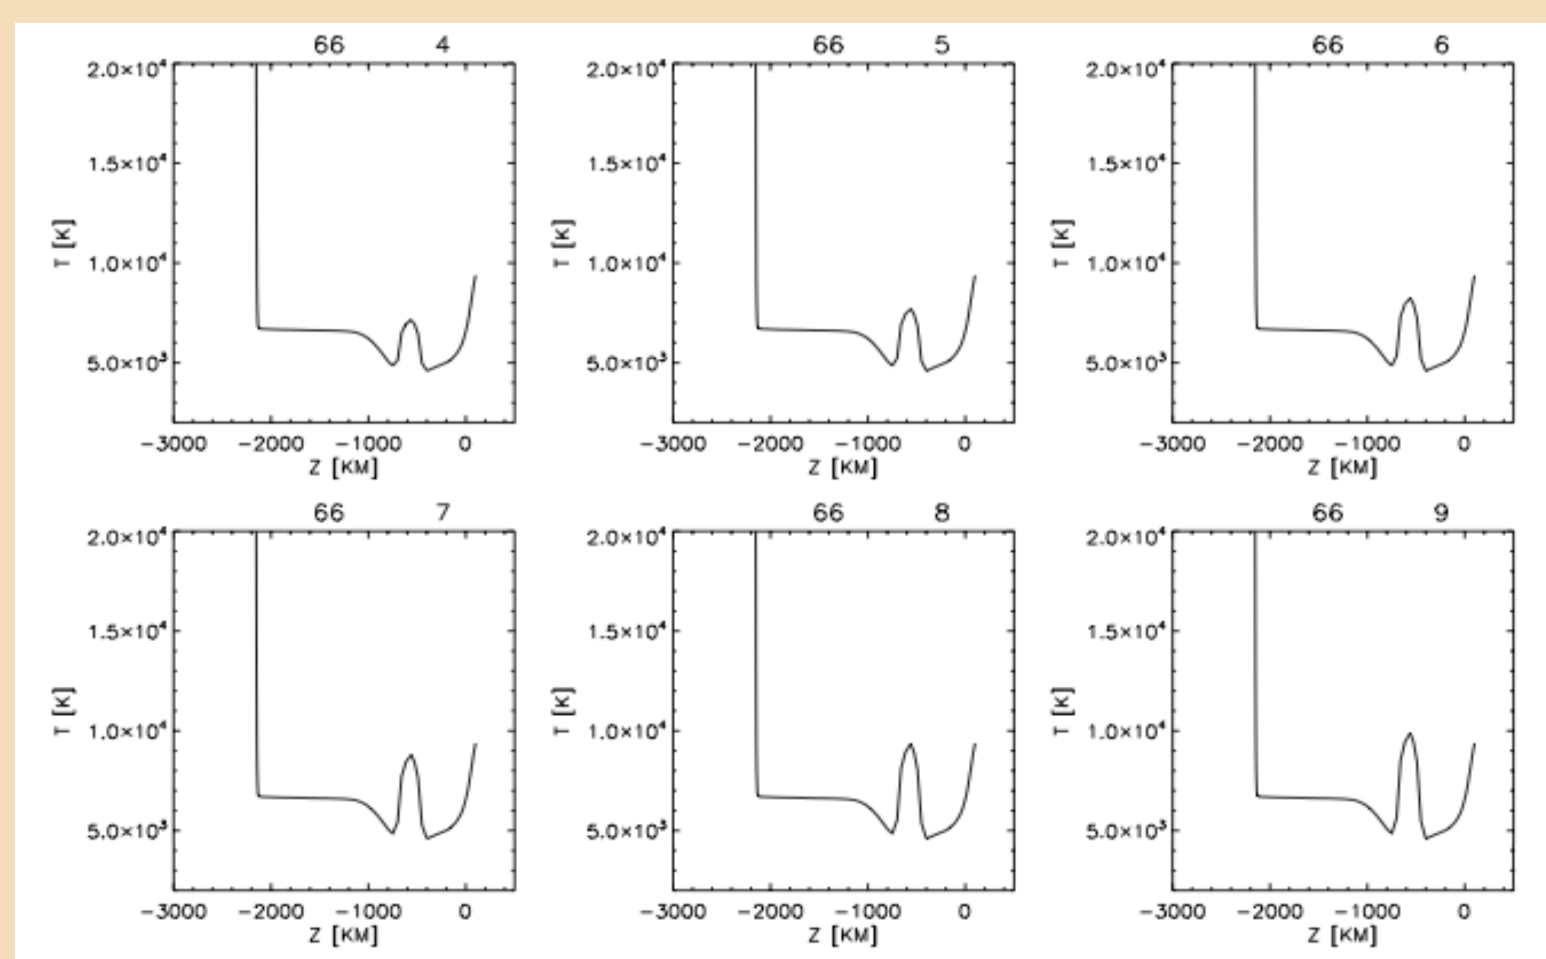 66 4
66 5
66 6
2.0×10⁴ 2.0×10⁴ 2.0×10⁴
1.5×10⁴ 1.5×10⁴ 1.5×10⁴
T [K] T [K] T [K]
1.0×10⁴ 1.0×10⁴ 1.0×10⁴
5.0×10³ 5.0×10³ 5.0×10³
−3000 −2000 −1000 0 −3000 −2000 −1000 0 −3000 −2000 −1000 0
Z [KM] Z [KM] Z [KM]
66 7
66 8
66 9
2.0×10⁴ 2.0×10⁴ 2.0×10⁴
1.5×10⁴ 1.5×10⁴ 1.5×10⁴
T [K] T [K] T [K]
1.0×10⁴ 1.0×10⁴ 1.0×10⁴
5.0×10³ 5.0×10³ 5.0×10³
−3000 −2000 −1000 0 −3000 −2000 −1000 0 −3000 −2000 −1000 0
Z [KM] Z [KM] Z [KM]